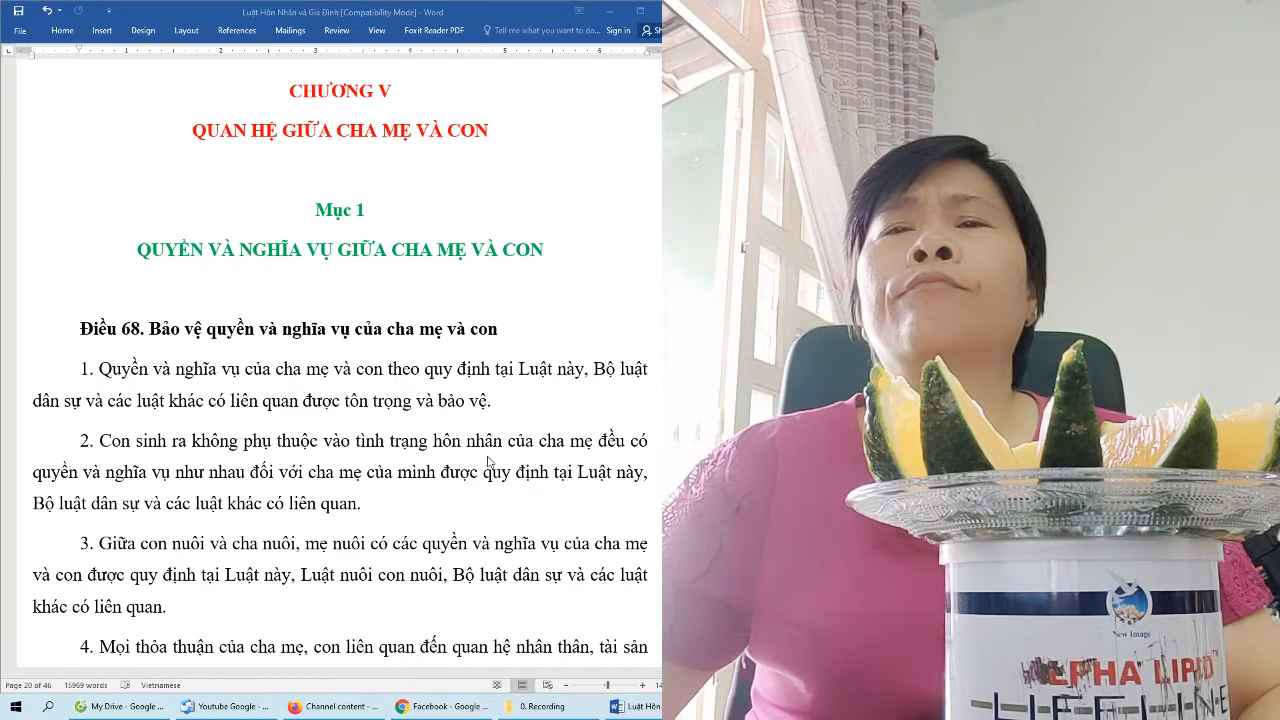 Luật Hôn Nhân và Gia Đình [Compatibility Mode] - Word
File Home Insert Design Layout References Mailings Review View Foxit Reader PDF Tell me what you want to do... Sign in
CHƯƠNG V
QUAN HỆ GIỮA CHA MẸ VÀ CON
Mục 1
QUYỀN VÀ NGHĨA VỤ GIỮA CHA MẸ VÀ CON
Điều 68. Bảo vệ quyền và nghĩa vụ của cha mẹ và con
1. Quyền và nghĩa vụ của cha mẹ và con theo quy định tại Luật này, Bộ luật
dân sự và các luật khác có liên quan được tôn trọng và bảo vệ.
2. Con sinh ra không phụ thuộc vào tình trạng hôn nhân của cha mẹ đều có
quyền và nghĩa vụ như nhau đối với cha mẹ của mình được quy định tại Luật này,
Bộ luật dân sự và các luật khác có liên quan.
3. Giữa con nuôi và cha nuôi, mẹ nuôi có các quyền và nghĩa vụ của cha mẹ
và con được quy định tại Luật này, Luật nuôi con nuôi, Bộ luật dân sự và các luật
khác có liên quan.
4. Mọi thỏa thuận của cha mẹ, con liên quan đến quan hệ nhân thân, tài sản
Page 20 of 46 15969 words Vietnamese
My Drive - Google ... Santuyet Youtube (1) Content - Yo... Facebook - Google... 0. Recording Luật Hôn
New Image
ALPHA LIPID™
LIFELINE